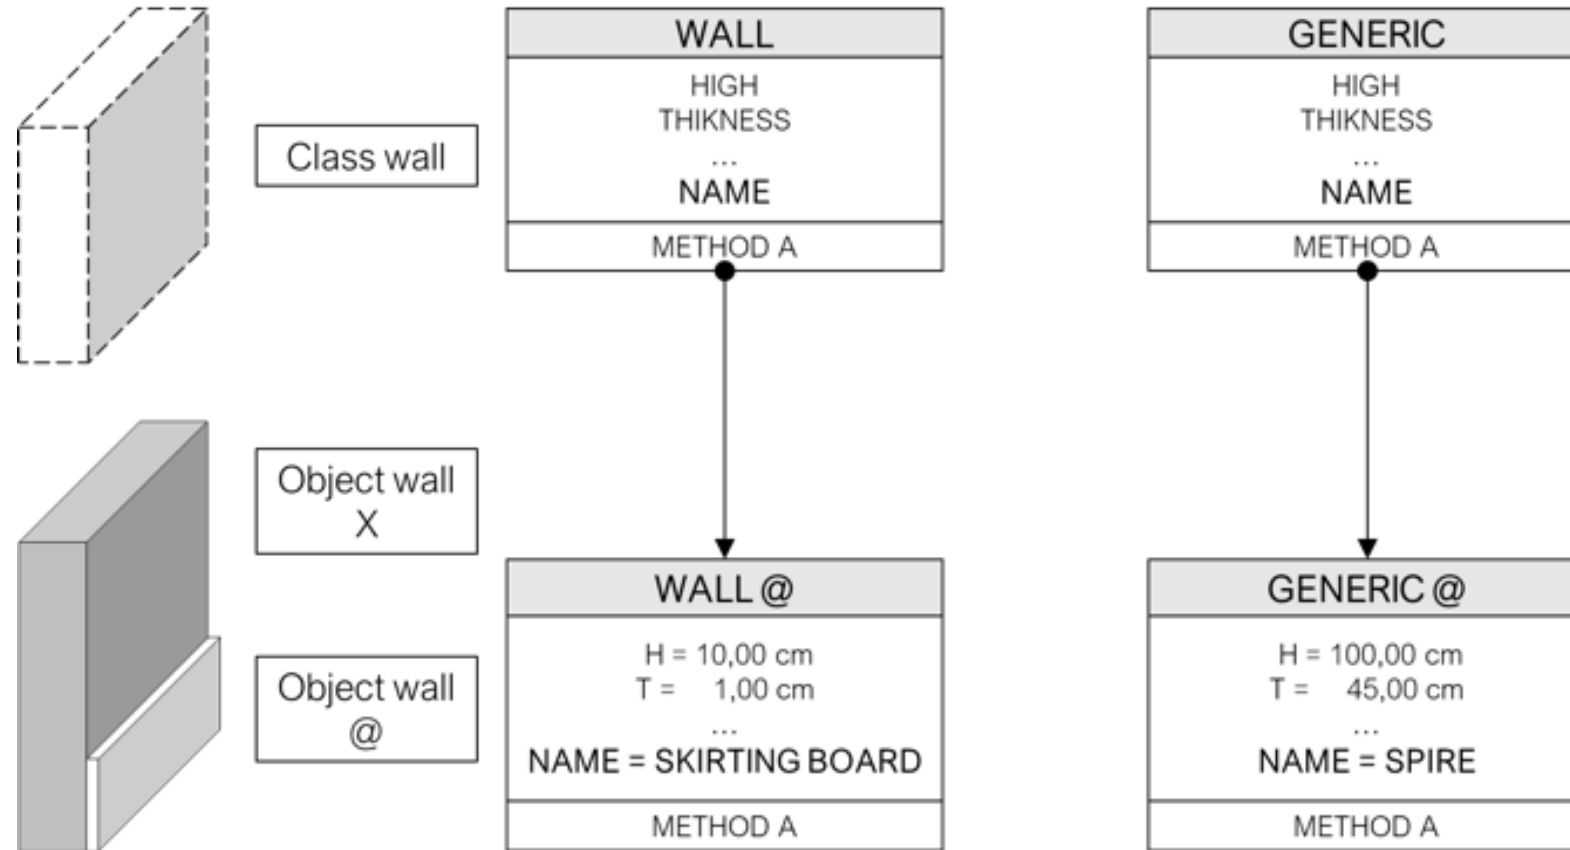 Class wall
Object wall
X
Object wall
@
WALL
HIGH
THIKNESS
...
NAME
METHOD A
WALL @
H = 10,00 cm
T = 1,00 cm
...
NAME = SKIRTING BOARD
METHOD A
GENERIC
HIGH
THIKNESS
...
NAME
METHOD A
GENERIC @
H = 100,00 cm
T = 45,00 cm
...
NAME = SPIRE
METHOD A